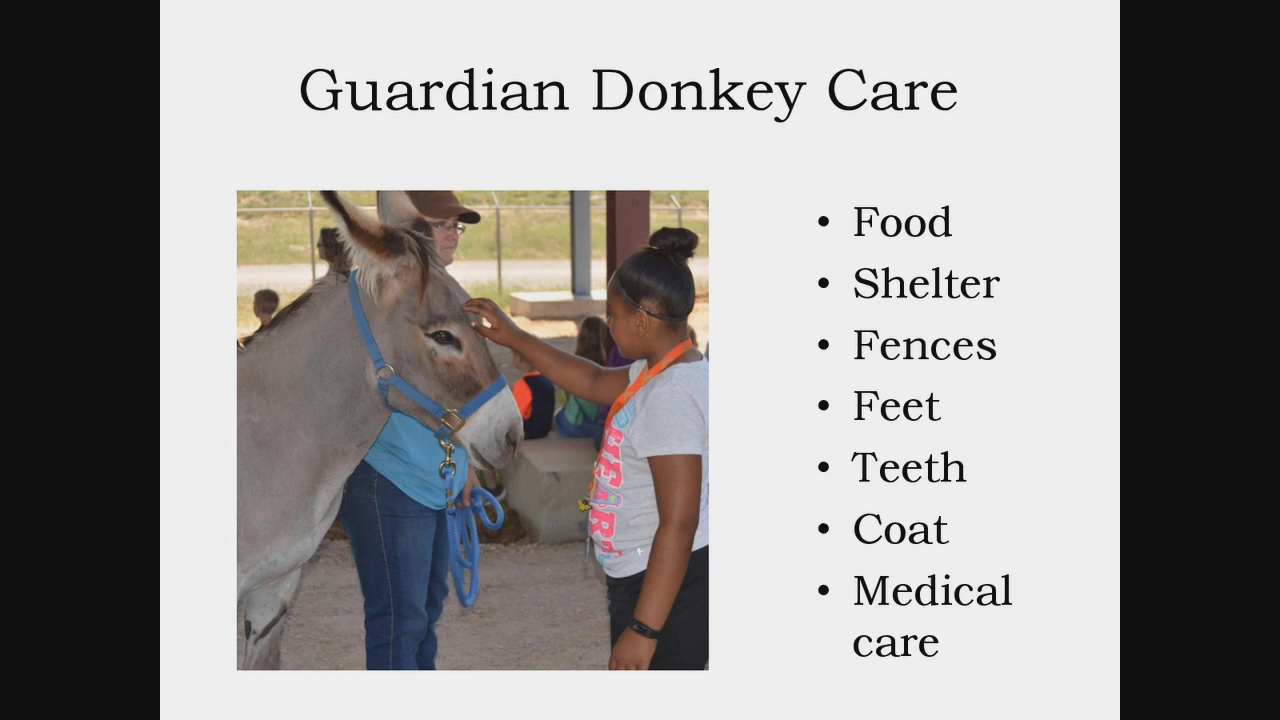 Guardian Donkey Care
• Food
• Shelter
• Fences
• Feet
• Teeth
• Coat
• Medical
care